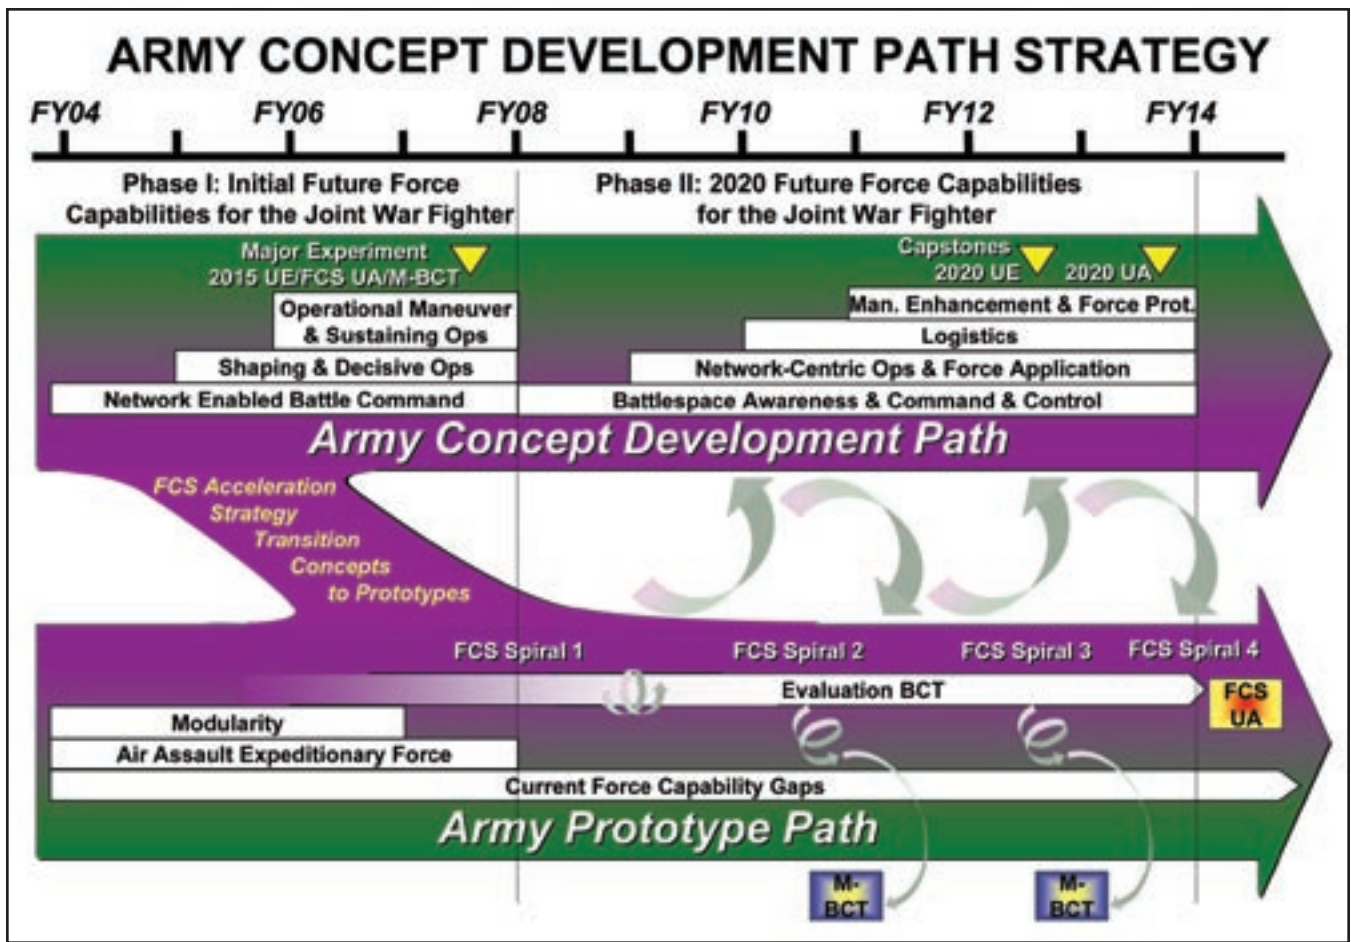 ARMY CONCEPT DEVELOPMENT PATH STRATEGY
FY04 FY06 FY08 FY10 FY12 FY14
Phase I: Initial Future Force
Capabilities for the Joint War Fighter
Phase II: 2020 Future Force Capabilities
for the Joint War Fighter
Major Experiment
2015 UE/FCS UA/M-BCT
Capstones
2020 UE
2020 UA
Operational Maneuver
& Sustaining Ops
Shaping & Decisive Ops
Network Enabled Battle Command
Man. Enhancement & Force Prot.
Logistics
Network-Centric Ops & Force Application
Battlespace Awareness & Command & Control
Army Concept Development Path
FCS Acceleration
Strategy
Transition
Concepts
to Prototypes
FCS Spiral 1
FCS Spiral 2
FCS Spiral 3
FCS Spiral 4
Evaluation BCT
FCS
UA
Modularity
Air Assault Expeditionary Force
Current Force Capability Gaps
Army Prototype Path
M-
BCT
M-
BCT